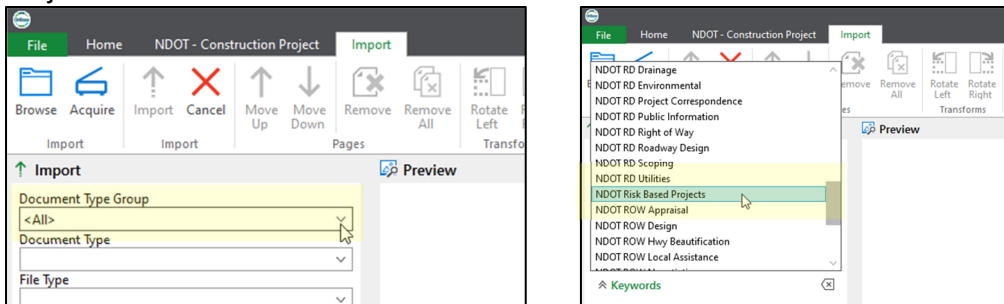 File Home NDOT - Construction Project Import
Browse Acquire Import Cancel Move Up Move Down Remove Remove All Rotate Left
Import Import Pages Transfo
Import Preview
Document Type Group
<All>
Document Type
File Type
File Home NDOT - Construction Project Import
emove Remove All Rotate Left Rotate Right
es Transforms
NDOT RD Drainage
NDOT RD Environmental
NDOT RD Project Correspondence
NDOT RD Public Information
NDOT RD Right of Way
NDOT RD Roadway Design
NDOT RD Scoping
NDOT RD Utilities
NDOT Risk Based Projects
NDOT ROW Appraisal
NDOT ROW Design
NDOT ROW Hwy Beautification
NDOT ROW Local Assistance
Preview
Keywords